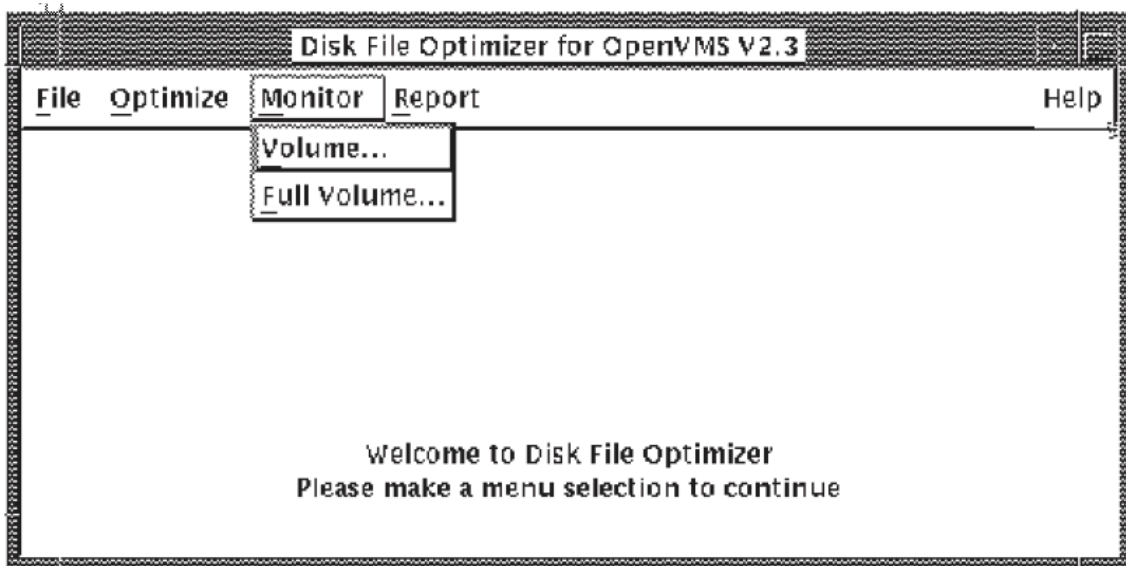 Disk File Optimizer for OpenVMS V2.3
File Optimize Monitor Report Help
Volume...
Full Volume...
Welcome to Disk File Optimizer
Please make a menu selection to continue